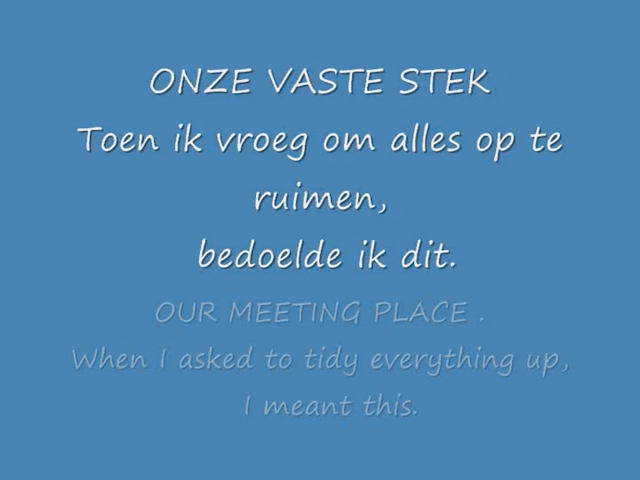 ONZE VASTE STEK
Toen ik vroeg om alles op te
ruimen,
bedoelde ik dit.
OUR MEETING PLACE .
When I asked to tidy everything up,
I meant this.